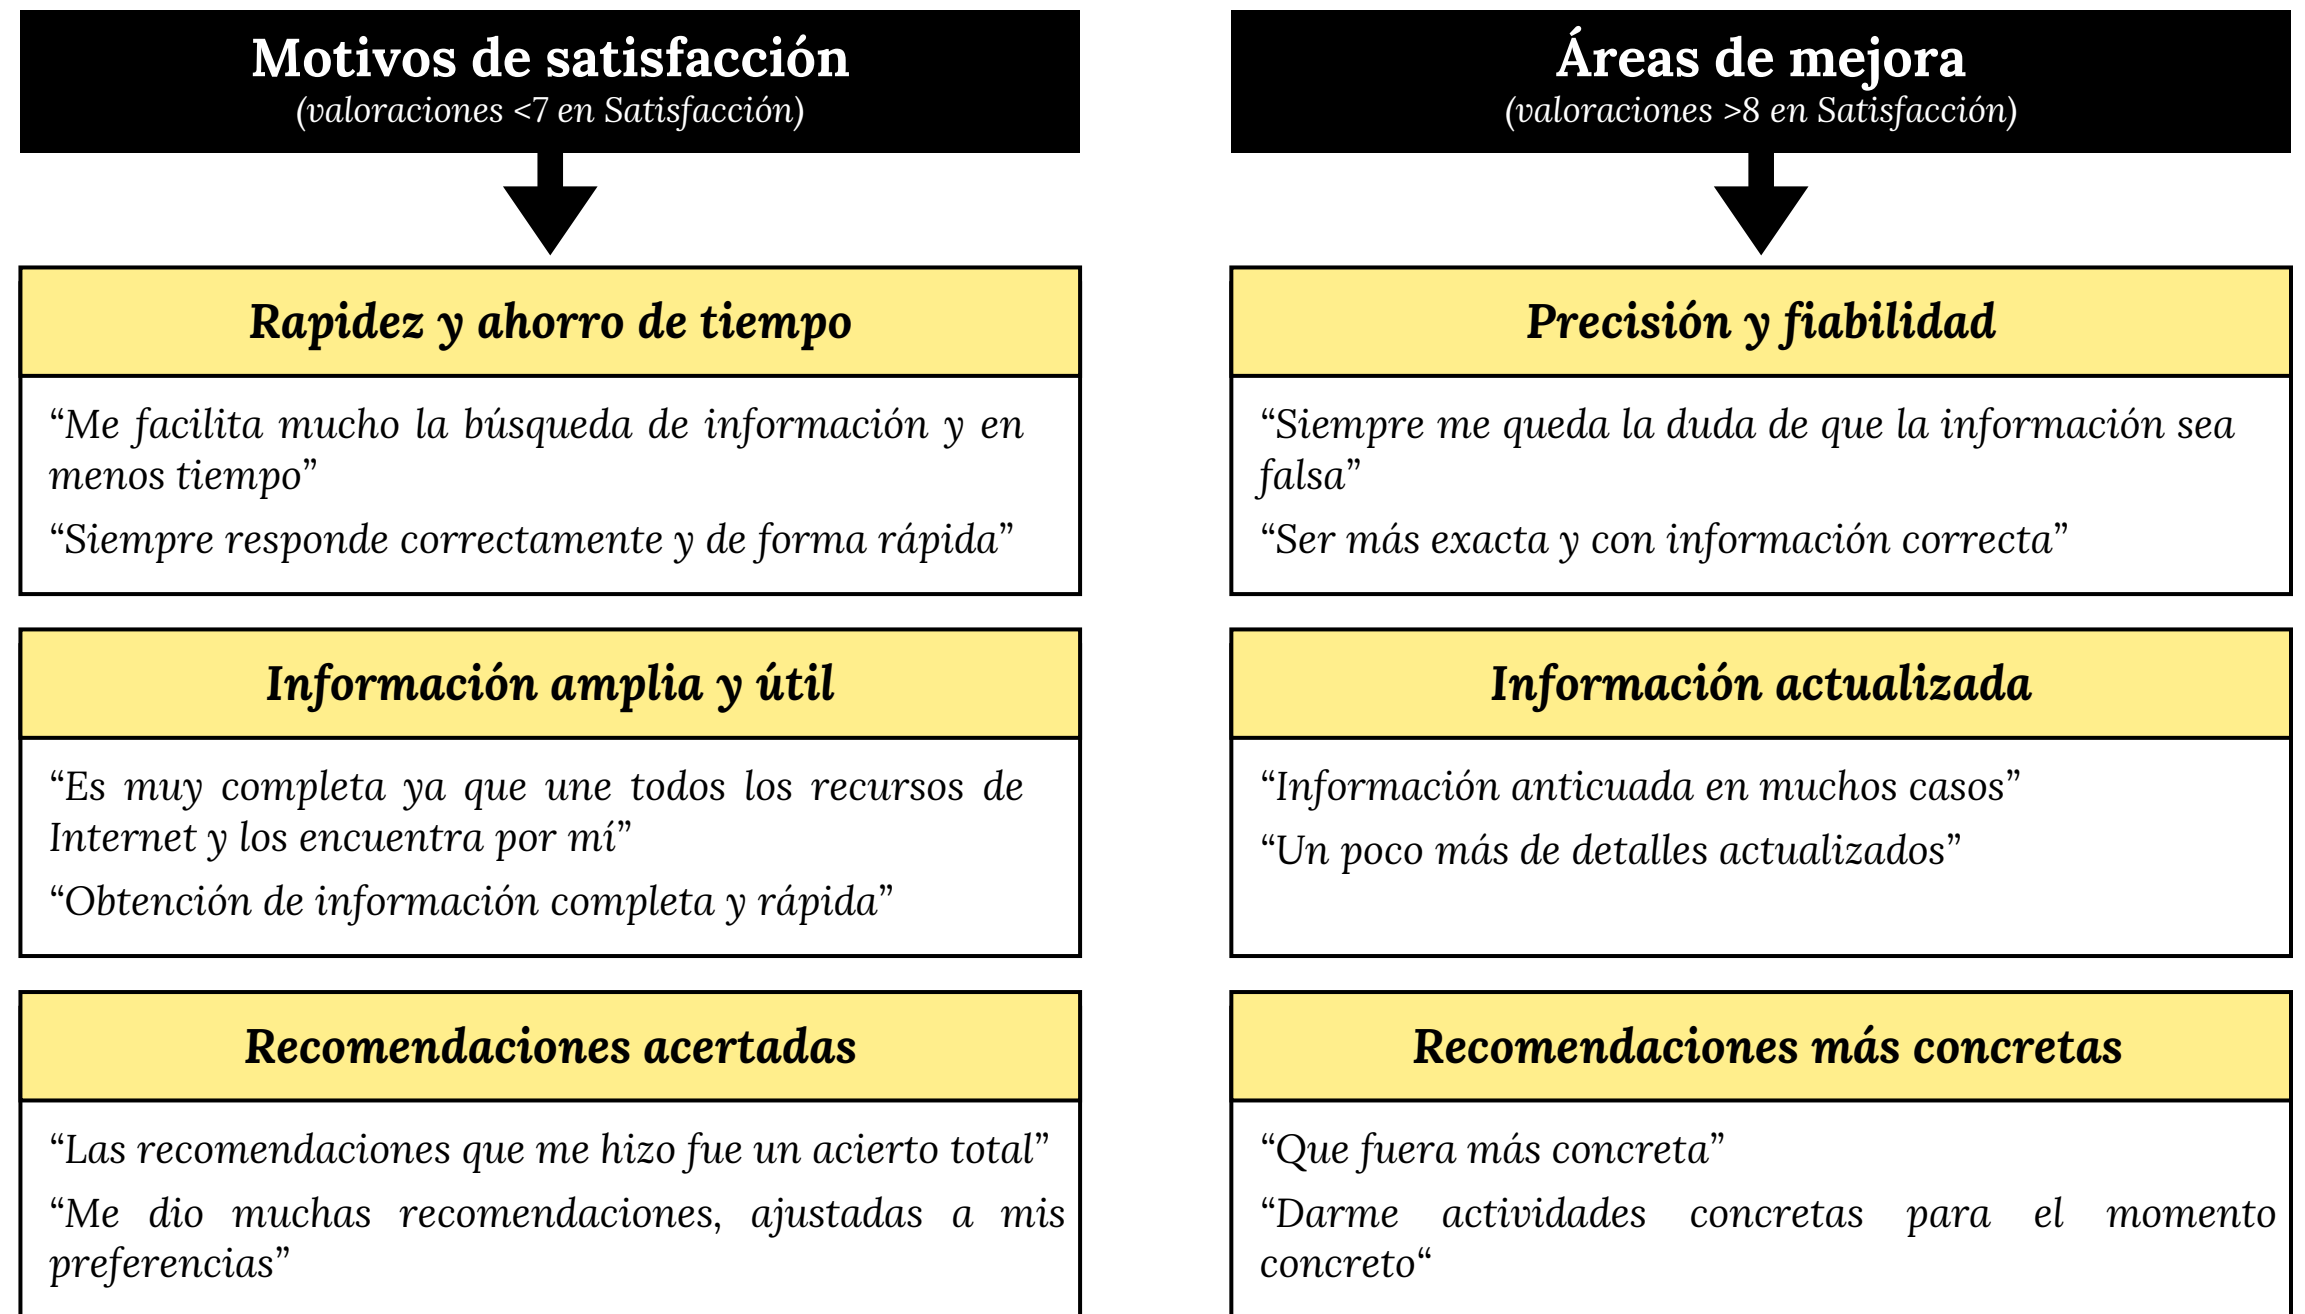 Motivos de satisfacción
(valoraciones <7 en Satisfacción)
Rapidez y ahorro de tiempo
“Me facilita mucho la búsqueda de información y en
menos tiempo”
“Siempre responde correctamente y de forma rápida”
Información amplia y útil
“Es muy completa ya que une todos los recursos de
Internet y los encuentra por mí”
“Obtención de información completa y rápida”
Recomendaciones acertadas
“Las recomendaciones que me hizo fue un acierto total”
“Me dio muchas recomendaciones, ajustadas a mis
preferencias”
Áreas de mejora
(valoraciones >8 en Satisfacción)
Precisión y fiabilidad
“Siempre me queda la duda de que la información sea
falsa”
“Ser más exacta y con información correcta”
Información actualizada
“Información anticuada en muchos casos”
“Un poco más de detalles actualizados”
Recomendaciones más concretas
“Que fuera más concreta”
“Darme actividades concretas para el momento
concreto“